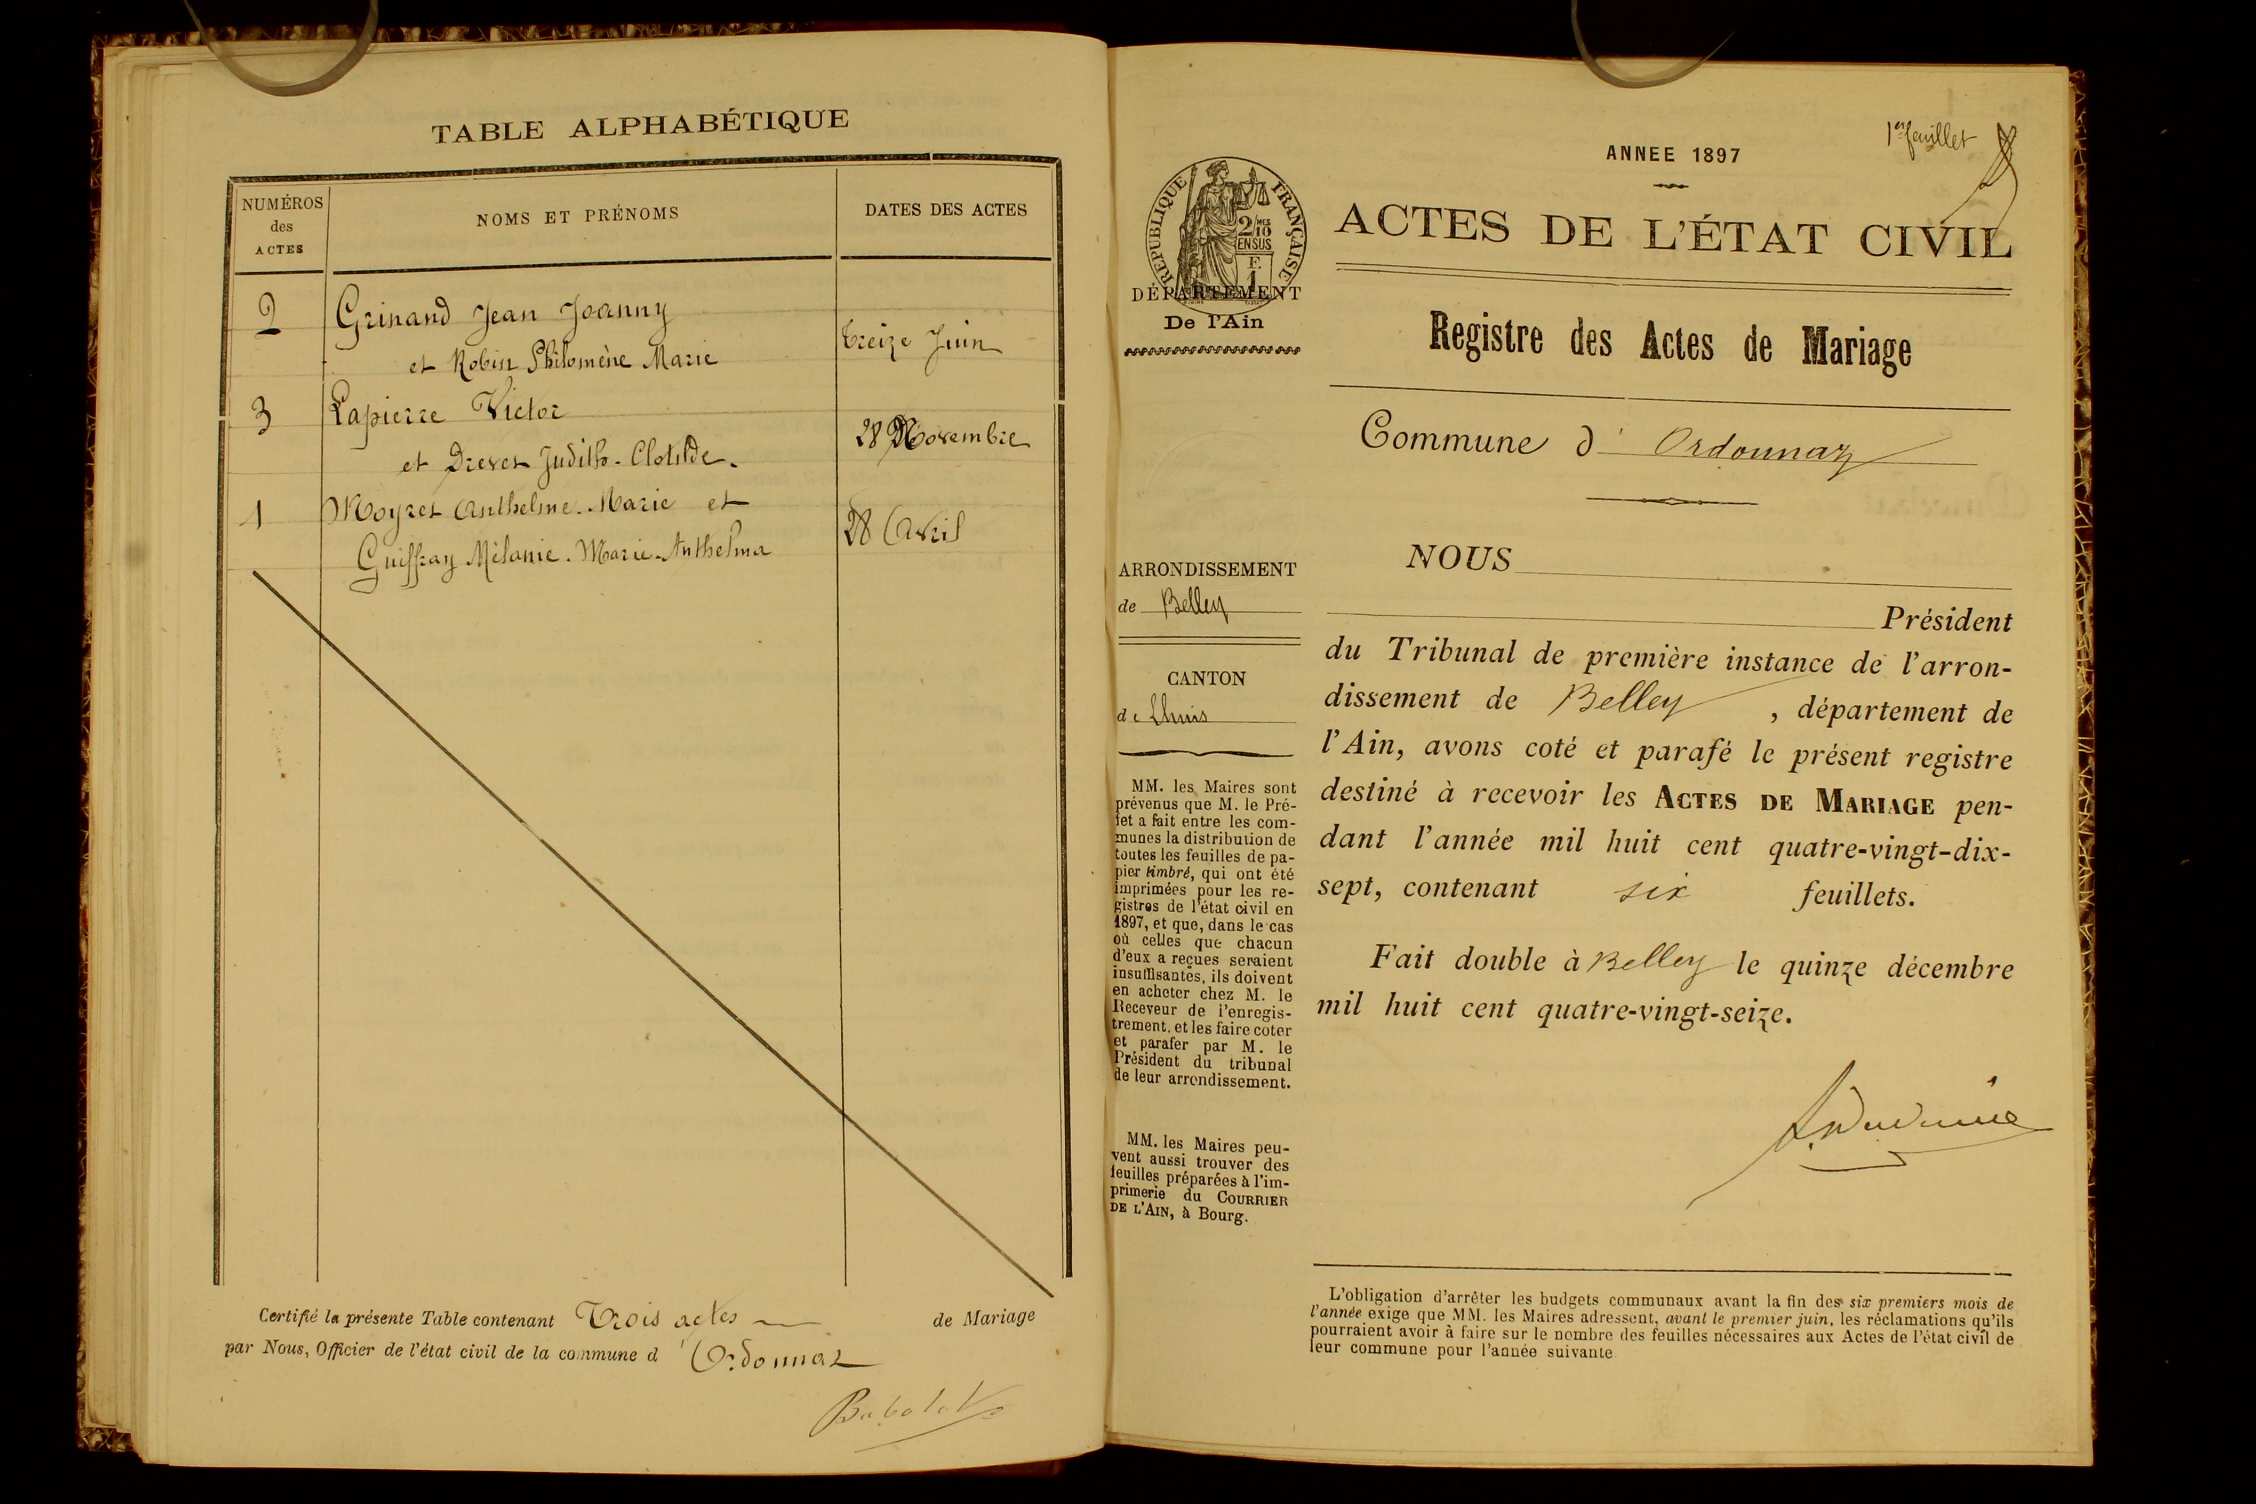 TABLE ALPHABÉTIQUE
NUMÉROS
des
ACTES
NOMS ET PRÉNOMS
DATES DES ACTES
2
Grinand Jean Joanny
et Robin Philomène Marie
treize Juin
3
Lapierre Victor
et Drevet Judith-Clotilde.
28 Novembre
1
Moyret Anthelme-Marie et
Guiffray Mélanie-Marie-Anthelma
28 Avril
Certifié la présente Table contenant Trois actes de Mariage
par Nous, Officier de l'état civil de la commune d'Ordonnaz
1er feuillet
ANNEE 1897
RÉPUBLIQUE FRANÇAISE
2/10 MES
EN SUS
F.
1
DÉPARTEMENT
De l'Ain
ACTES DE L'ÉTAT CIVIL
Registre des Actes de Mariage
Commune d'Ordonnaz
ARRONDISSEMENT
de Belley
CANTON
de Lhuis
MM. les Maires sont
prévenus que M. le Pré-
fet a fait entre les com-
munes la distribution de
toutes les feuilles de pa-
pier timbré, qui ont été
imprimées pour les re-
gistres de l'état civil en
1897, et que, dans le cas
où celles que chacun
d'eux a reçues seraient
insuffisantes, ils doivent
en acheter chez M. le
Receveur de l'enregis-
trement, et les faire coter
et parafer par M. le
Président du tribunal
de leur arrondissement.
MM. les Maires peu-
vent aussi trouver des
feuilles préparées à l'im-
primerie du COURRIER
DE L'AIN, à Bourg.
NOUS
Président
du Tribunal de première instance de l'arron-
dissement de Belley, département de
l'Ain, avons coté et parafé le présent registre
destiné à recevoir les ACTES DE MARIAGE pen-
dant l'année mil huit cent quatre-vingt-dix-
sept, contenant six feuillets.
Fait double à Belley le quinze décembre
mil huit cent quatre-vingt-seize.
L'obligation d'arrêter les budgets communaux avant la fin des six premiers mois de
l'année exige que MM. les Maires adressent, avant le premier juin, les réclamations qu'ils
pourraient avoir à faire sur le nombre des feuilles nécessaires aux Actes de l'état civil de
leur commune pour l'année suivante.